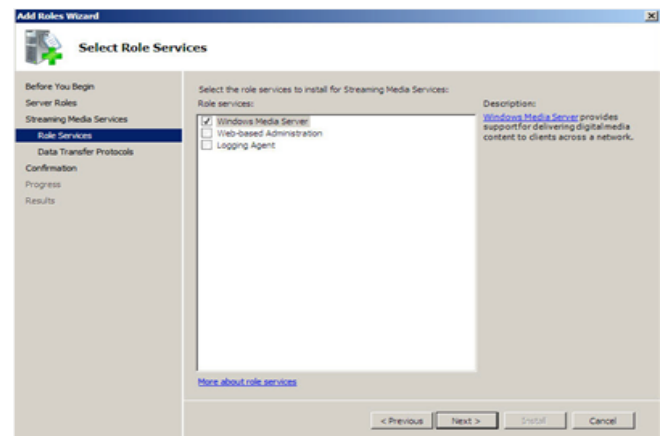 Add Roles Wizard
Select Role Services
Before You Begin
Server Roles
Streaming Media Services
Role Services
Data Transfer Protocols
Confirmation
Progress
Results
Select the role services to install for Streaming Media Services:
Role services:
Windows Media Server
Web-based Administration
Logging Agent
More about role services
Description:
Windows Media Server provides
support for delivering digital media
content to clients across a network.
< Previous
Next >
Install
Cancel